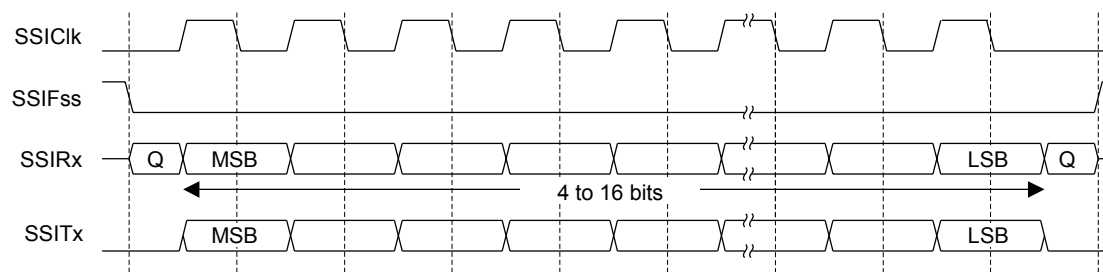 SSIClk
SSIFss
SSIRx Q MSB LSB Q
4 to 16 bits
SSITx MSB LSB